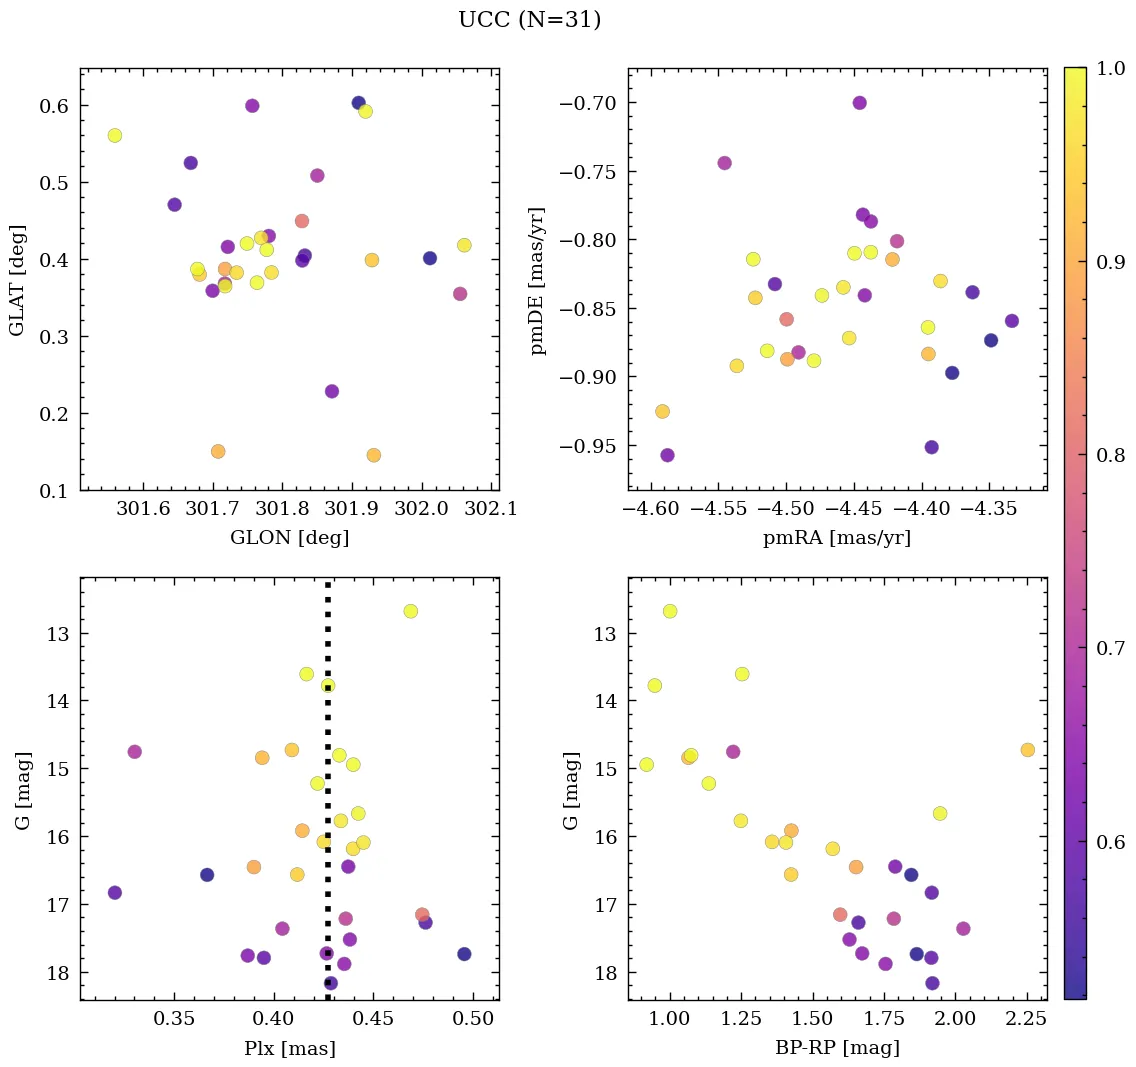 UCC (N=31)
0.6
0.5
0.4
0.3
0.2
0.1
GLAT [deg]
301.6 301.7 301.8 301.9 302.0 302.1
GLON [deg]
−0.70
−0.75
−0.80
−0.85
−0.90
−0.95
pmDE [mas/yr]
−4.60 −4.55 −4.50 −4.45 −4.40 −4.35
pmRA [mas/yr]
1.0
0.9
0.8
0.7
0.6
13
14
15
16
17
18
G [mag]
0.35 0.40 0.45 0.50
Plx [mas]
13
14
15
16
17
18
G [mag]
1.00 1.25 1.50 1.75 2.00 2.25
BP-RP [mag]